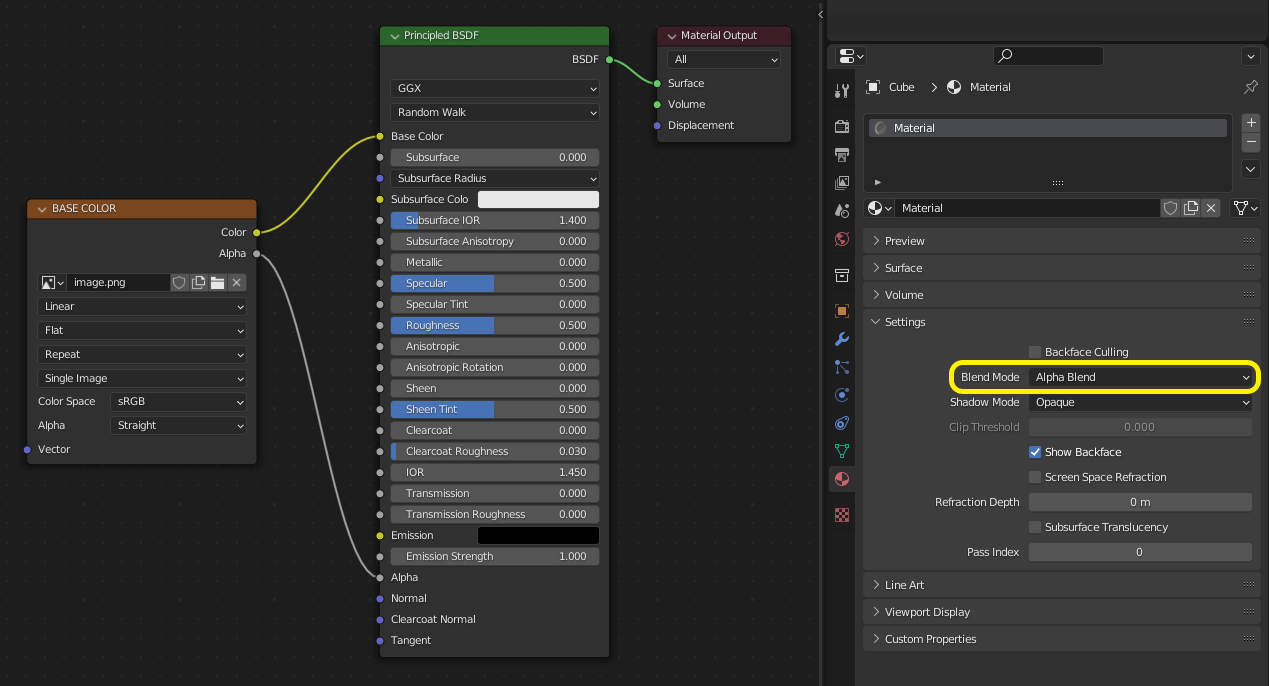 BASE COLOR
Color
Alpha
image.png
Linear
Flat
Repeat
Single Image
Color Space sRGB
Alpha Straight
Vector
Principled BSDF
BSDF
GGX
Random Walk
Base Color
Subsurface 0.000
Subsurface Radius
Subsurface Colo
Subsurface IOR 1.400
Subsurface Anisotropy 0.000
Metallic 0.000
Specular 0.500
Specular Tint 0.000
Roughness 0.500
Anisotropic 0.000
Anisotropic Rotation 0.000
Sheen 0.000
Sheen Tint 0.500
Clearcoat 0.000
Clearcoat Roughness 0.030
IOR 1.450
Transmission 0.000
Transmission Roughness 0.000
Emission
Emission Strength 1.000
Alpha
Normal
Clearcoat Normal
Tangent
Material Output
All
Surface
Volume
Displacement
Cube > Material
Material
Material
Preview
Surface
Volume
Settings
Backface Culling
Blend Mode Alpha Blend
Shadow Mode Opaque
Clip Threshold 0.000
Show Backface
Screen Space Refraction
Refraction Depth 0 m
Subsurface Translucency
Pass Index 0
Line Art
Viewport Display
Custom Properties